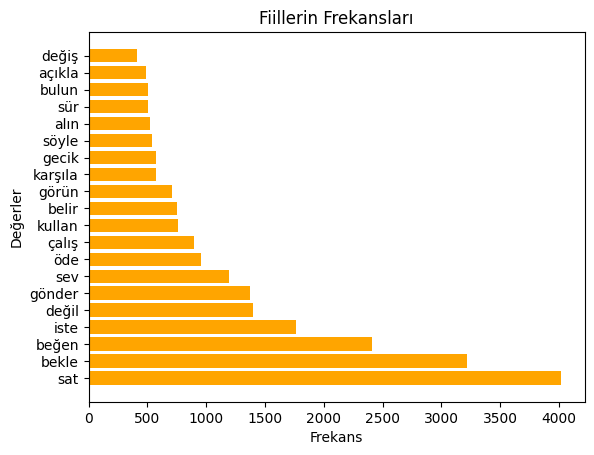 Fiillerin Frekansları
değiş
açıkla
bulun
sür
alın
söyle
gecik
karşıla
görün
belir
kullan
çalış
öde
sev
gönder
değil
iste
beğen
bekle
sat
Değerler
0 500 1000 1500 2000 2500 3000 3500 4000
Frekans